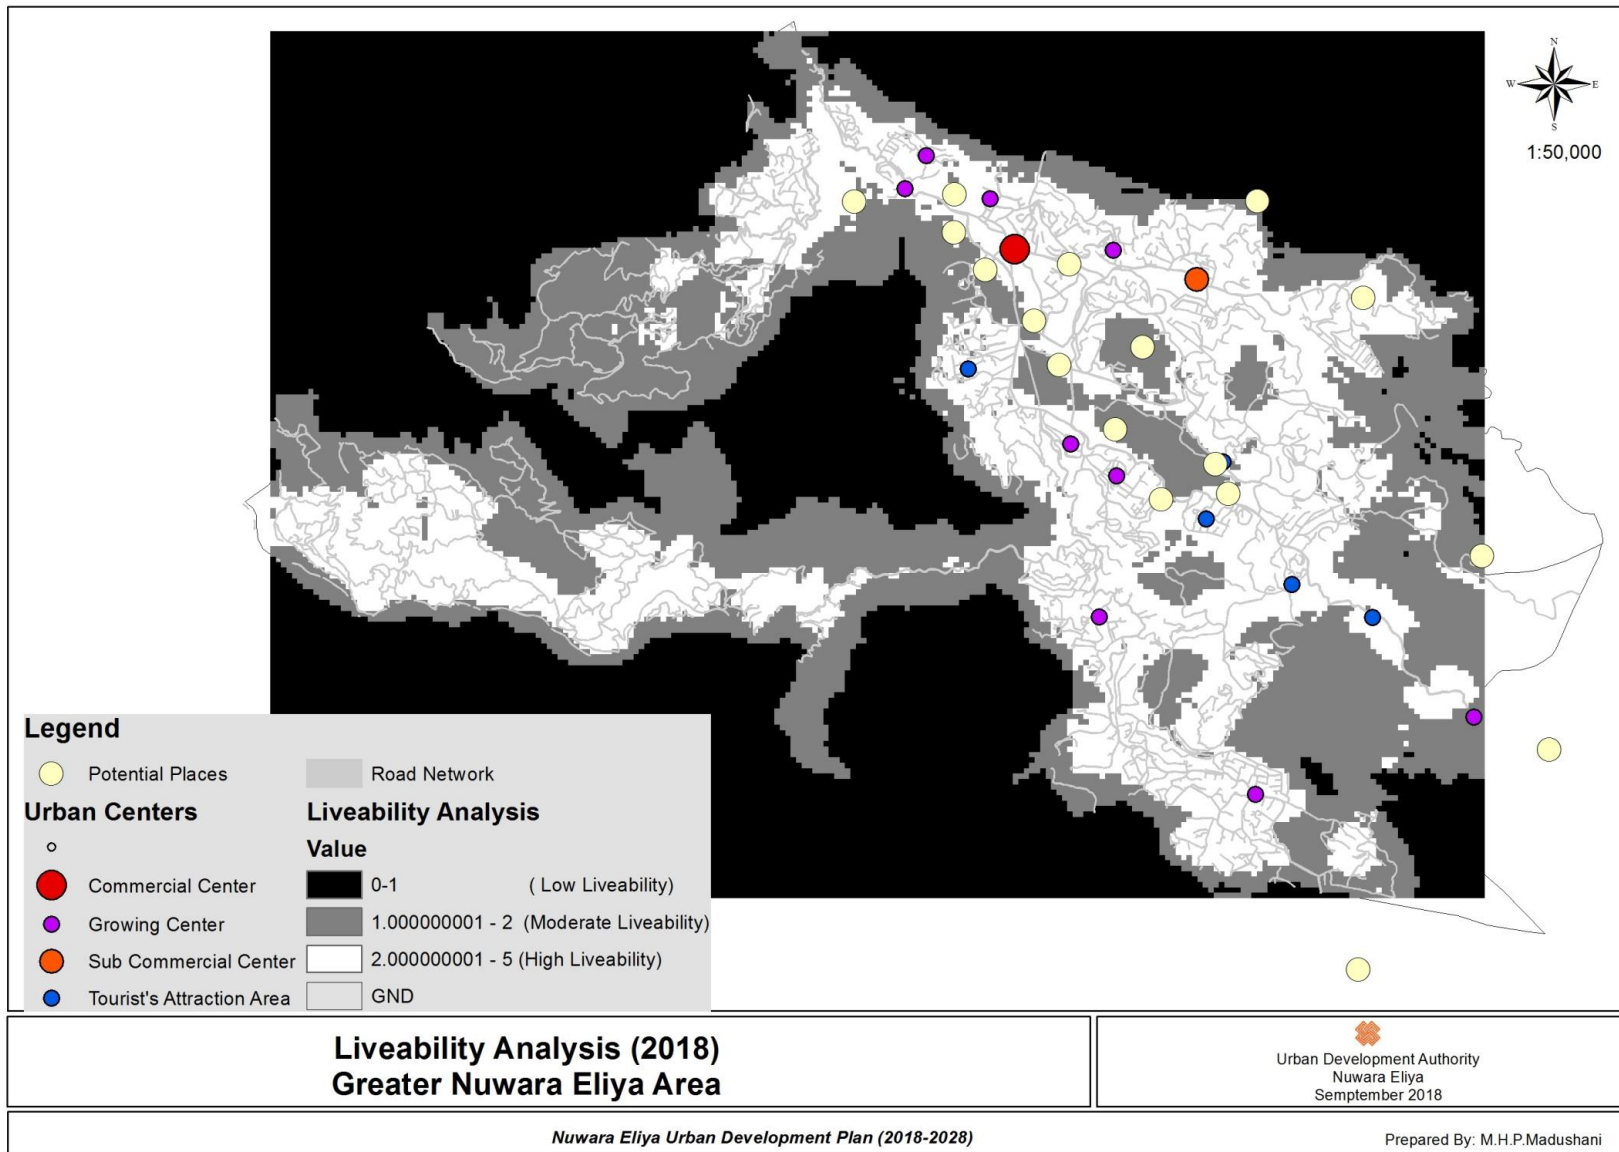 N
W E
S
1:50,000
Legend
Potential Places
Urban Centers
Commercial Center
Growing Center
Sub Commercial Center
Tourist's Attraction Area
Road Network
Liveability Analysis
Value
0-1 ( Low Liveability)
1.000000001 - 2 (Moderate Liveability)
2.000000001 - 5 (High Liveability)
GND
Liveability Analysis (2018)
Greater Nuwara Eliya Area
Urban Development Authority
Nuwara Eliya
Semptember 2018
Nuwara Eliya Urban Development Plan (2018-2028)
Prepared By: M.H.P.Madushani